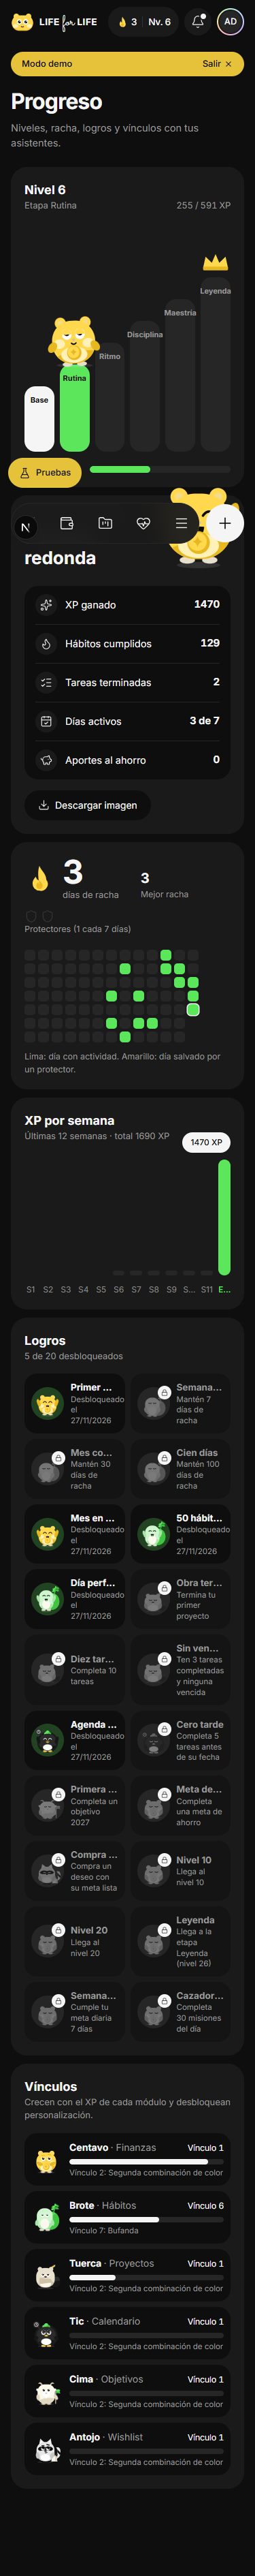 LIFE for LIFE
3
Nv. 6
AD
Modo demo
Salir
Progreso
Niveles, racha, logros y vínculos con tus
asistentes.
Nivel 6
Etapa Rutina
255 / 591 XP
Leyenda
Maestría
Disciplina
Ritmo
Rutina
Base
Pruebas
N
redonda
XP ganado
1470
Hábitos cumplidos
129
Tareas terminadas
2
Días activos
3 de 7
Aportes al ahorro
0
Descargar imagen
3
días de racha
3
Mejor racha
Protectores (1 cada 7 días)
Lima: día con actividad. Amarillo: día salvado por
un protector.
XP por semana
Últimas 12 semanas · total 1690 XP
1470 XP
S1 S2 S3 S4 S5 S6 S7 S8 S9 S... S11 E...
Logros
5 de 20 desbloqueados
Primer ...
Desbloqueado
el
27/11/2026
Semana...
Mantén 7
días de
racha
Mes co...
Mantén 30
días de
racha
Cien días
Mantén 100
días de
racha
Mes en ...
Desbloqueado
el
27/11/2026
50 hábit...
Desbloqueado
el
27/11/2026
Día perf...
Desbloqueado
el
27/11/2026
Obra ter...
Termina tu
primer
proyecto
Diez tar...
Completa 10
tareas
Sin ven...
Ten 3 tareas
completadas
y ninguna
vencida
Agenda ...
Desbloqueado
el
27/11/2026
Cero tarde
Completa 5
tareas antes
de su fecha
Primera ...
Completa un
objetivo
2027
Meta de...
Completa
una meta de
ahorro
Compra ...
Compra un
deseo con
su meta lista
Nivel 10
Llega al
nivel 10
Nivel 20
Llega al
nivel 20
Leyenda
Llega a la
etapa
Leyenda
(nivel 26)
Semana...
Cumple tu
meta diaria
7 días
Cazador...
Completa
30 misiones
del día
Vínculos
Crecen con el XP de cada módulo y desbloquean
personalización.
Centavo · Finanzas
Vínculo 1
Vínculo 2: Segunda combinación de color
Brote · Hábitos
Vínculo 6
Vínculo 7: Bufanda
Tuerca · Proyectos
Vínculo 1
Vínculo 2: Segunda combinación de color
Tic · Calendario
Vínculo 1
Vínculo 2: Segunda combinación de color
Cima · Objetivos
Vínculo 1
Vínculo 2: Segunda combinación de color
Antojo · Wishlist
Vínculo 1
Vínculo 2: Segunda combinación de color